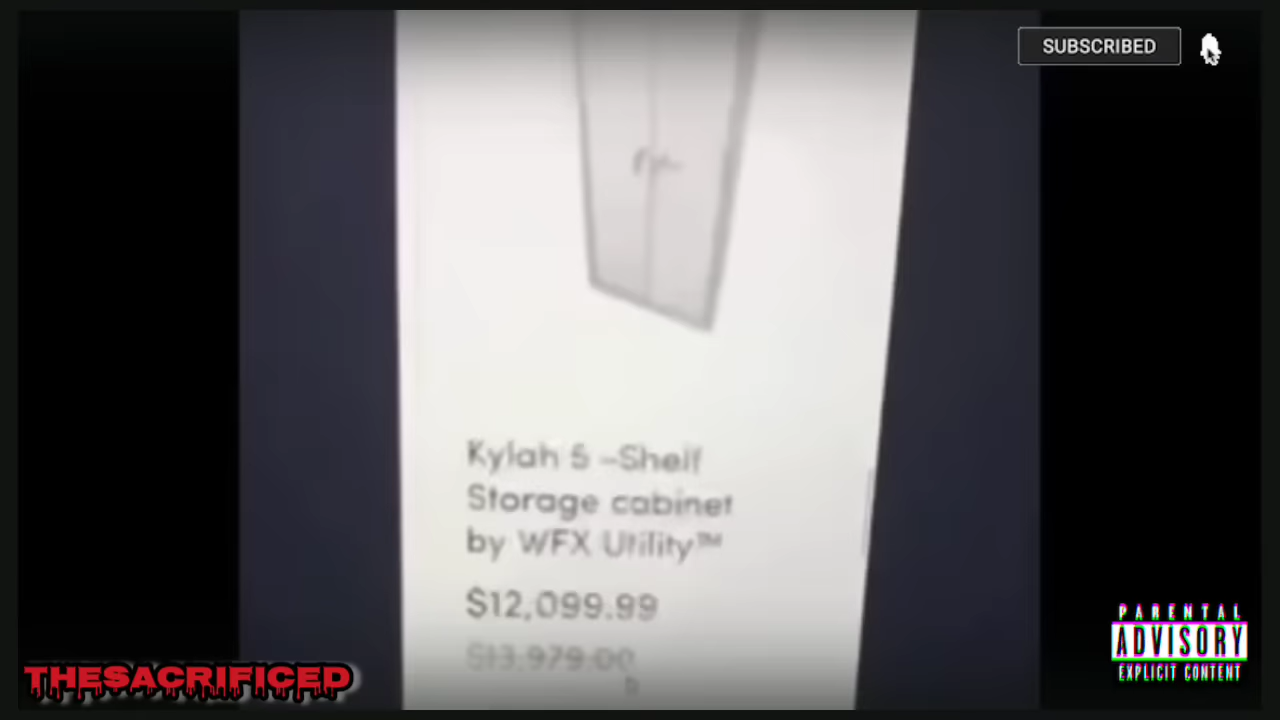 SUBSCRIBED
Kylah 5 -Shelf
Storage cabinet
by WFX Utility™
$12,099.99
$13,979.00
THESACRIFICED
PARENTAL
ADVISORY
EXPLICIT CONTENT